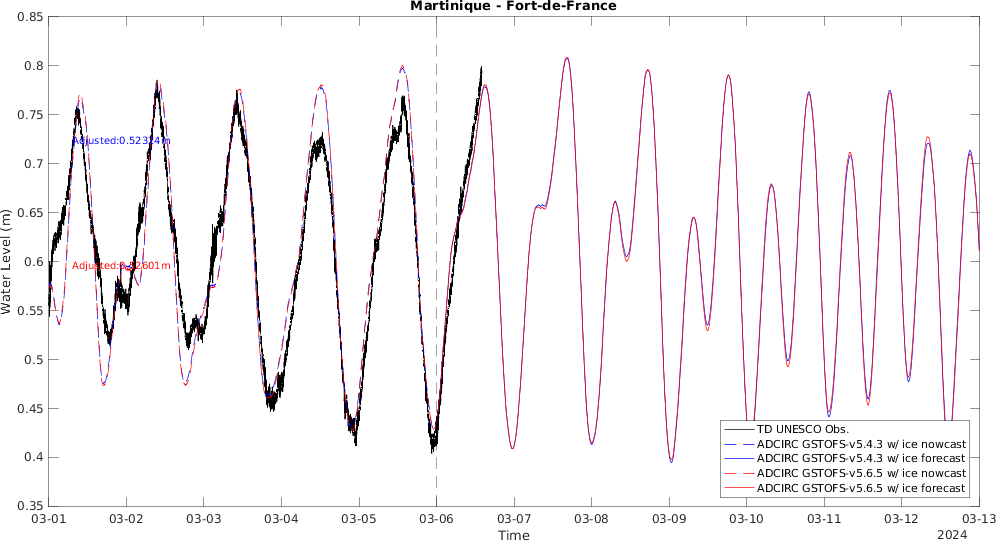 Martinique - Fort-de-France
0.85
0.8
0.75
0.7
0.65
0.6
0.55
0.5
0.45
0.4
0.35
Water Level (m)
Adjusted:0.52324m
Adjusted:0.52601m
TD UNESCO Obs.
ADCIRC GSTOFS-v5.4.3 w/ ice nowcast
ADCIRC GSTOFS-v5.4.3 w/ ice forecast
ADCIRC GSTOFS-v5.6.5 w/ ice nowcast
ADCIRC GSTOFS-v5.6.5 w/ ice forecast
03-01 03-02 03-03 03-04 03-05 03-06 03-07 03-08 03-09 03-10 03-11 03-12 03-13
Time
2024